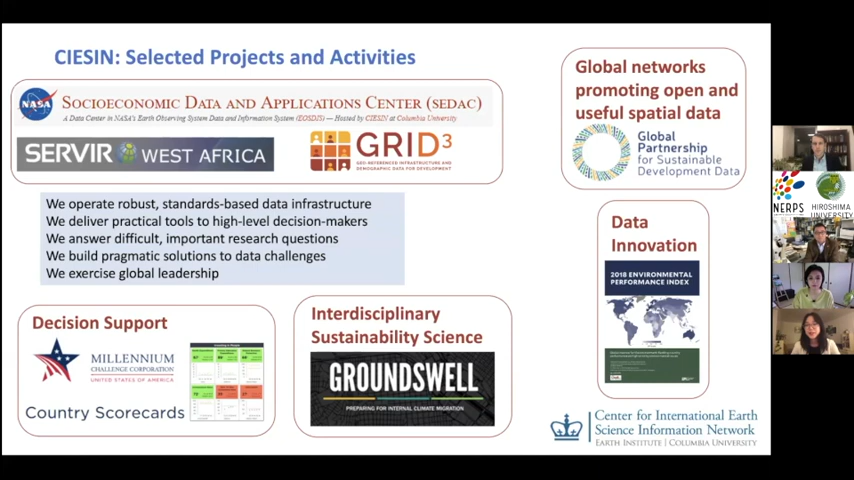 CIESIN: Selected Projects and Activities
NASA
SOCIOECONOMIC DATA AND APPLICATIONS CENTER (SEDAC)
A Data Center in NASA's Earth Observing System Data and Information System (EOSDIS) — Hosted by CIESIN at Columbia University
SERVIR WEST AFRICA
GRID3
GEO-REFERENCED INFRASTRUCTURE AND
DEMOGRAPHIC DATA FOR DEVELOPMENT
We operate robust, standards-based data infrastructure
We deliver practical tools to high-level decision-makers
We answer difficult, important research questions
We build pragmatic solutions to data challenges
We exercise global leadership
Decision Support
MILLENNIUM
CHALLENGE CORPORATION
UNITED STATES OF AMERICA
Country Scorecards
Interdisciplinary
Sustainability Science
GROUNDSWELL
PREPARING FOR INTERNAL CLIMATE MIGRATION
Global networks
promoting open and
useful spatial data
Global
Partnership
for Sustainable
Development Data
Data
Innovation
2018 ENVIRONMENTAL
PERFORMANCE INDEX
Center for International Earth
Science Information Network
EARTH INSTITUTE | COLUMBIA UNIVERSITY
NERPS
HIROSHIMA
UNIVERSITY